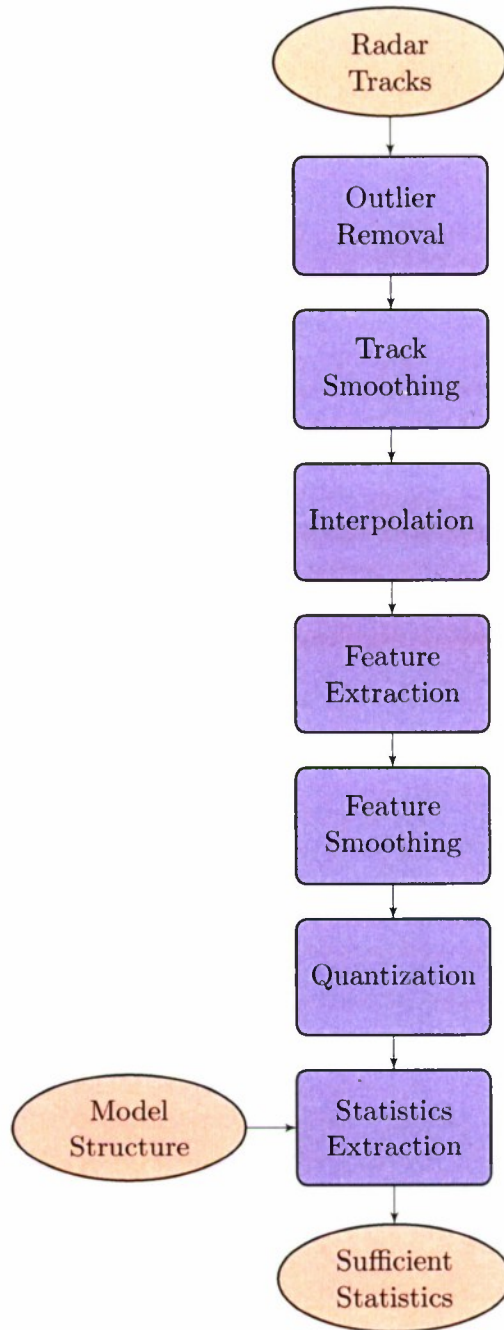 Radar
Tracks
Outlier
Removal
Track
Smoothing
Interpolation
Feature
Extraction
Feature
Smoothing
Quantization
Model
Structure
Statistics
Extraction
Sufficient
Statistics